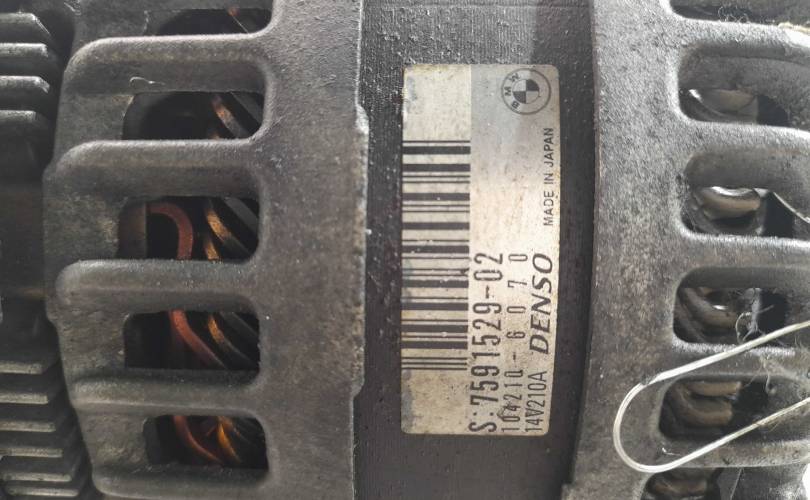 BMW
MADE IN JAPAN
S:7591529-02
104210-6070
14V210A DENSO